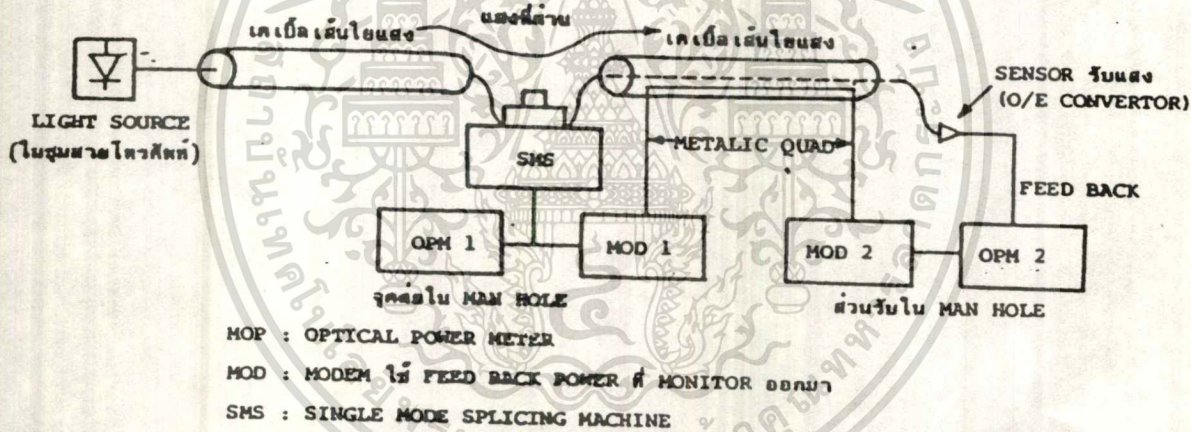 แสงที่ผ่าน
เคเบิ้ลเส้นใยแสง
เคเบิ้ลเส้นใยแสง
SENSOR รับแสง
(O/E CONVERTOR)
LIGHT SOURCE
(ในชุมสายโทรศัพท์)
SMS
METALIC QUAD
FEED BACK
OPM 1
MOD 1
MOD 2
OPM 2
จุดต่อใน MAN HOLE
ส่วนรับใน MAN HOLE
MOP : OPTICAL POWER METER
MOD : MODEM ใช้ FEED BACK POWER ที่ MONITOR ออกมา
SMS : SINGLE MODE SPLICING MACHINE